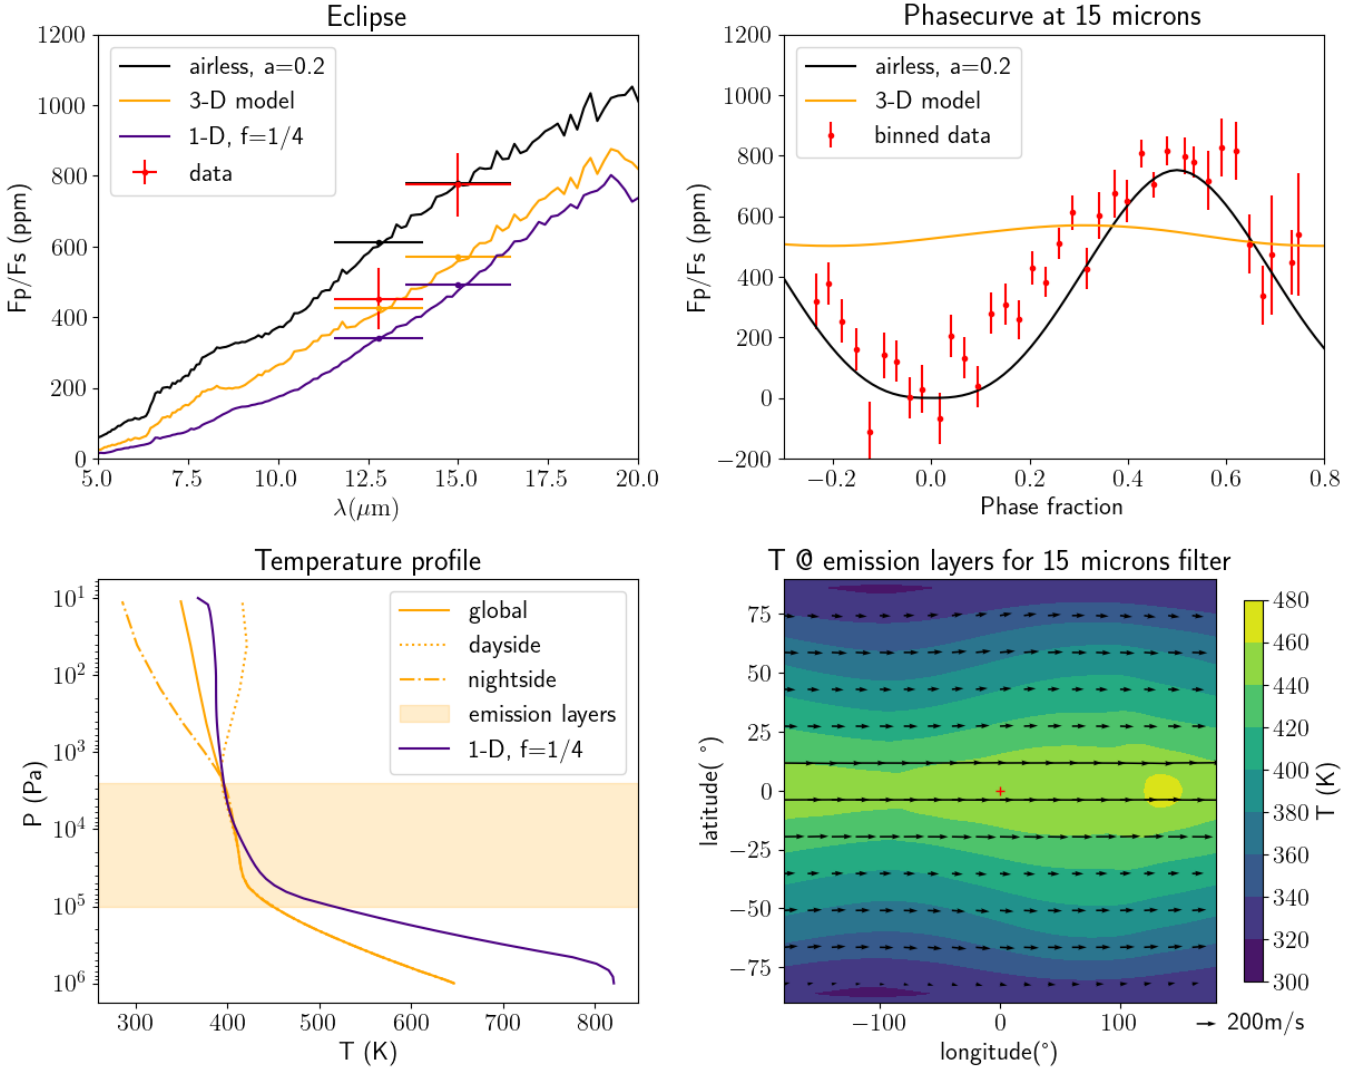 Eclipse
1200
1000
800
600
400
200
0
Fp/Fs (ppm)
airless, a=0.2
3-D model
1-D, f=1/4
data
5.0 7.5 10.0 12.5 15.0 17.5 20.0
λ(μm)
Phasecurve at 15 microns
1200
1000
800
600
400
200
0
−200
Fp/Fs (ppm)
airless, a=0.2
3-D model
binned data
−0.2 0.0 0.2 0.4 0.6 0.8
Phase fraction
Temperature profile
10¹
10²
10³
10⁴
10⁵
10⁶
P (Pa)
global
dayside
nightside
emission layers
1-D, f=1/4
300 400 500 600 700 800
T (K)
T @ emission layers for 15 microns filter
75
50
25
0
−25
−50
−75
latitude( °)
−100 0 100
longitude(°)
200m/s
480
460
440
420
400
380
360
340
320
300
T (K)